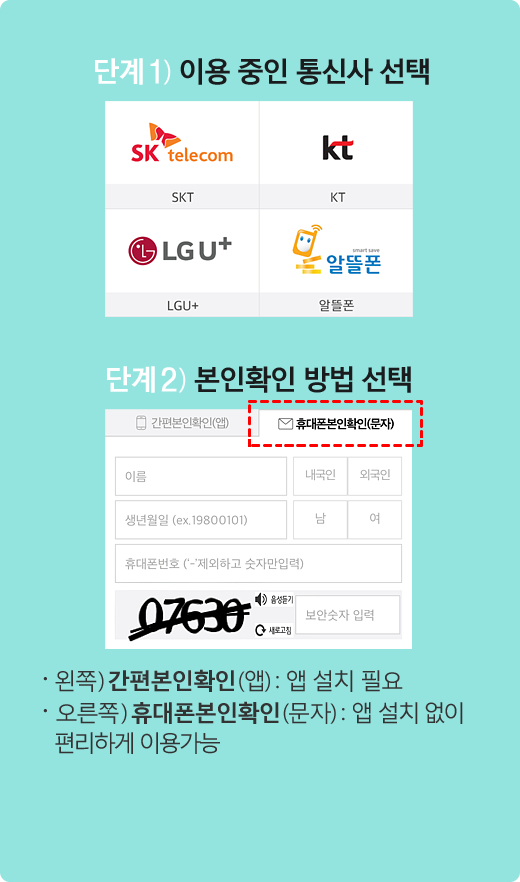 단계1) 이용 중인 통신사 선택
SK telecom
kt
SKT
KT
LG U+
smart save
알뜰폰
LGU+
알뜰폰
단계2) 본인확인 방법 선택
간편본인확인(앱)
휴대폰본인확인(문자)
이름
내국인
외국인
생년월일 (ex.19800101)
남
여
휴대폰번호 ('-'제외하고 숫자만입력)
07630
음성듣기
새로고침
보안숫자 입력
· 왼쪽) 간편본인확인(앱) : 앱 설치 필요
· 오른쪽) 휴대폰본인확인(문자) : 앱 설치 없이
편리하게 이용가능